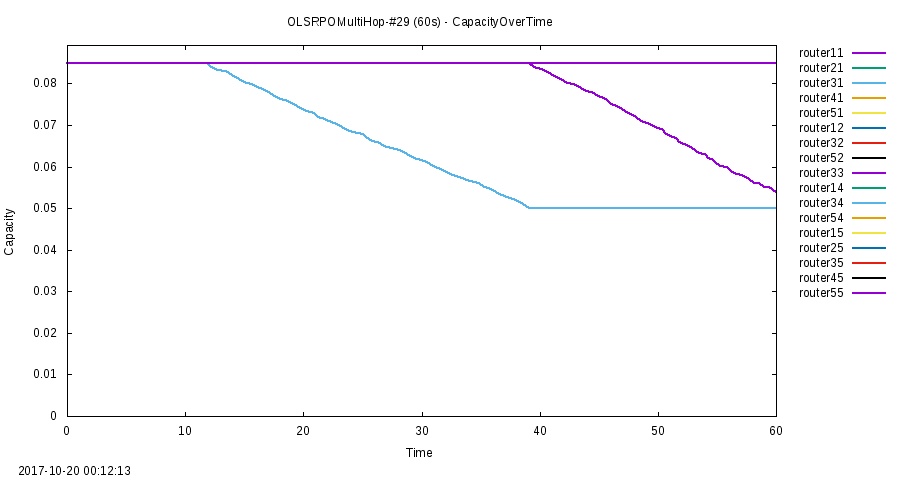 OLSRPOMultiHop-#29 (60s) - CapacityOverTime
router11
router21
router31
router41
router51
router12
router32
router52
router33
router14
router34
router54
router15
router25
router35
router45
router55
0.08
0.07
0.06
0.05
0.04
0.03
0.02
0.01
0
Capacity
0 10 20 30 40 50 60
Time
2017-10-20 00:12:13